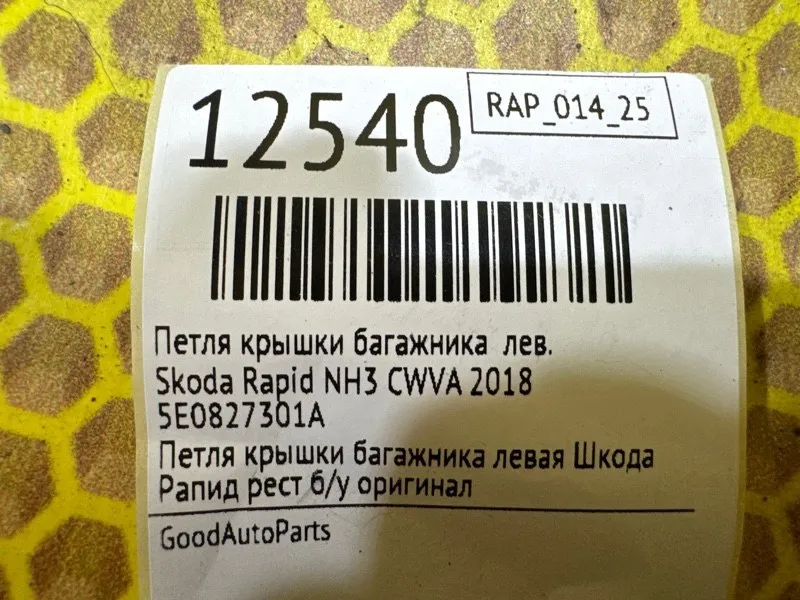 12540
RAP_014_25
Петля крышки багажника лев.
Skoda Rapid NH3 CWVA 2018
5E0827301A
Петля крышки багажника левая Шкода
Рапид рест б/у оригинал
GoodAutoParts